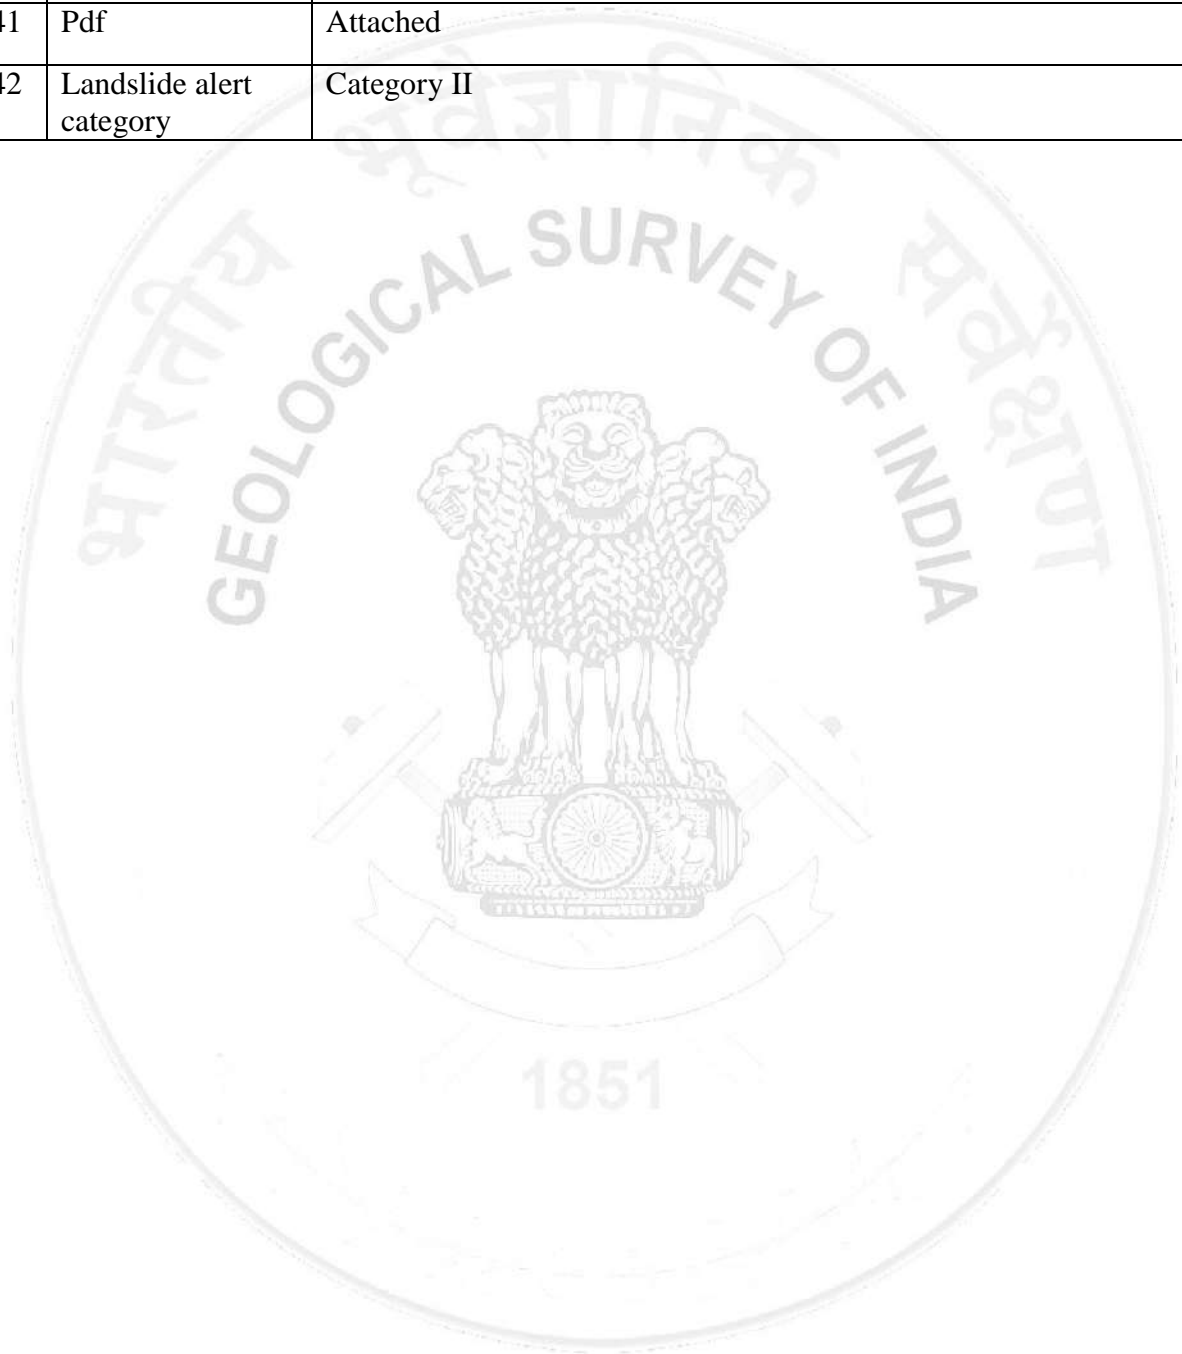 41 Pdf Attached
42 Landslide alert Category II
category
भारतीय भूवैज्ञानिक सर्वेक्षण
GEOLOGICAL SURVEY OF INDIA
1851